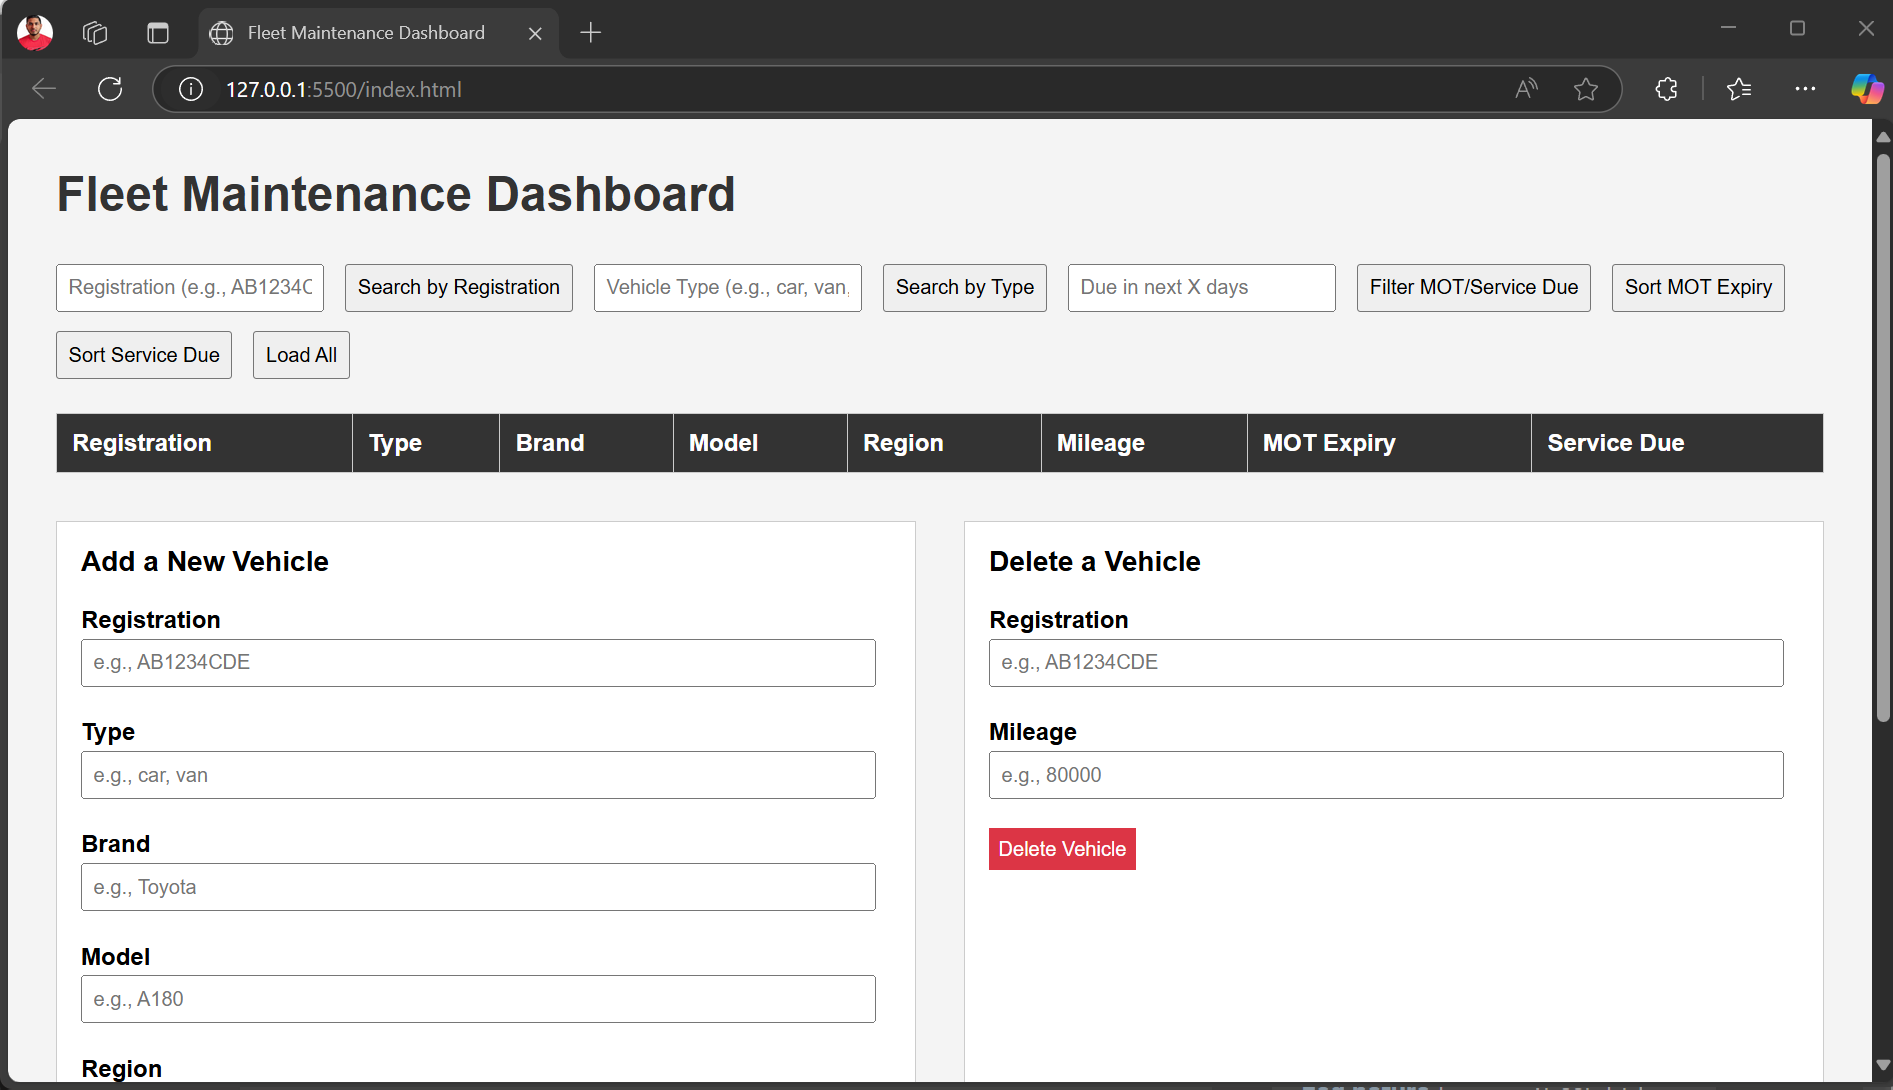 Fleet Maintenance Dashboard
127.0.0.1:5500/index.html
Fleet Maintenance Dashboard
Registration (e.g., AB1234C Search by Registration Vehicle Type (e.g., car, van, Search by Type Due in next X days Filter MOT/Service Due Sort MOT Expiry
Sort Service Due Load All
Registration Type Brand Model Region Mileage MOT Expiry Service Due
Add a New Vehicle
Registration
e.g., AB1234CDE
Type
e.g., car, van
Brand
e.g., Toyota
Model
e.g., A180
Region
Delete a Vehicle
Registration
e.g., AB1234CDE
Mileage
e.g., 80000
Delete Vehicle